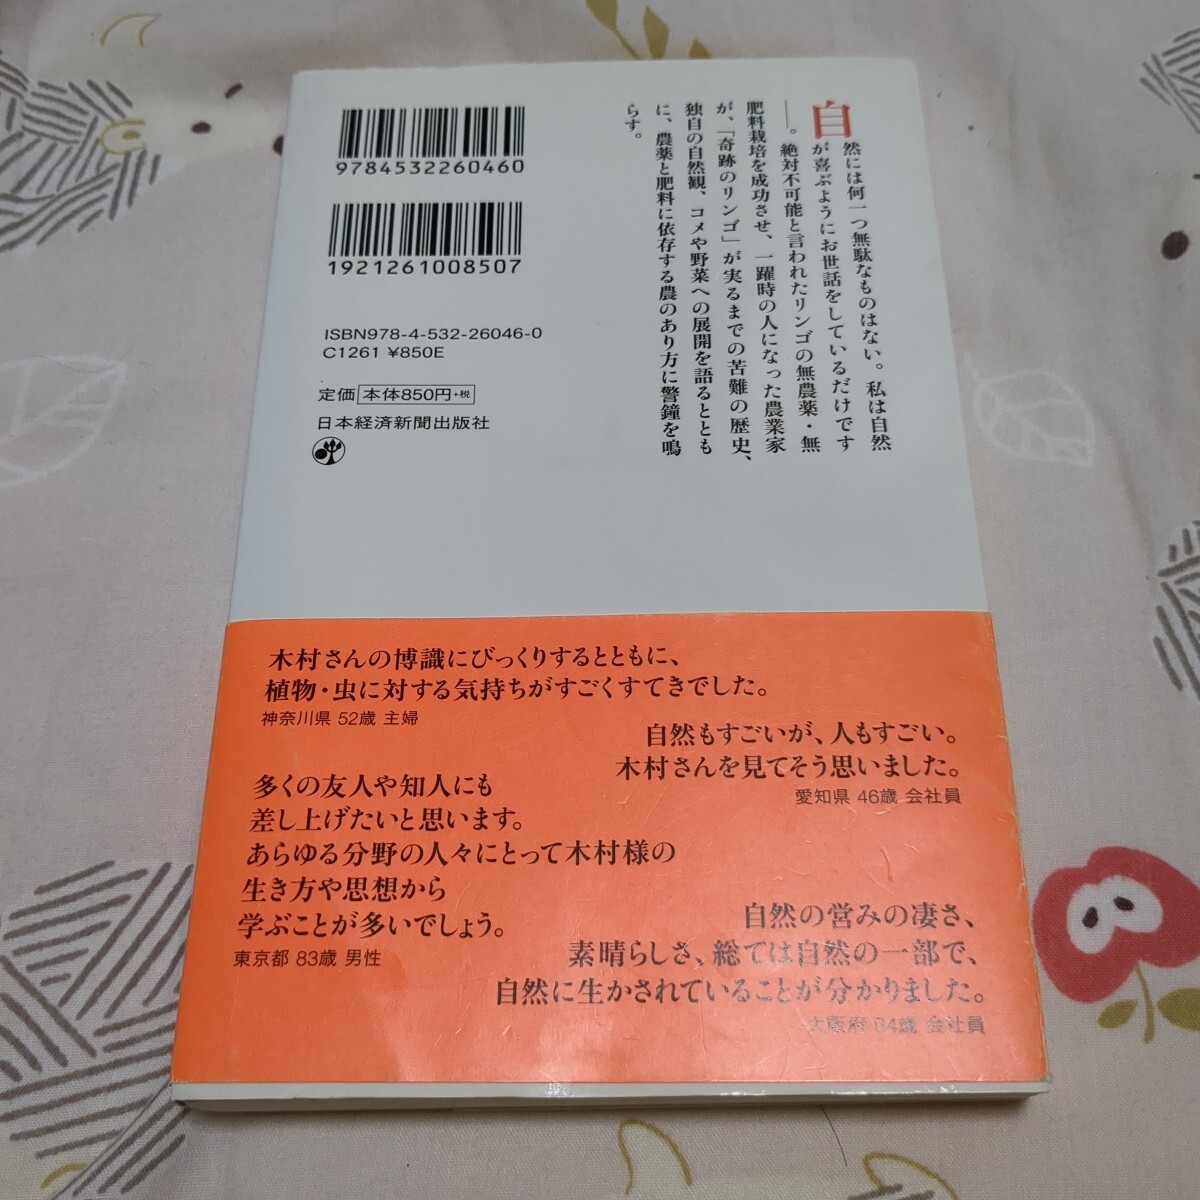 自然には何一つ無駄なものはない。私は自然
が喜ぶようにお世話をしているだけです
――。絶対不可能と言われたリンゴの無農薬・無
肥料栽培を成功させ、一躍時の人になった農業家
が、「奇跡のリンゴ」が実るまでの苦難の歴史、
独自の自然観、コメや野菜への展開を語るととも
に、農薬と肥料に依存する農のあり方に警鐘を鳴
らす。
9784532260460
1921261008507
ISBN978-4-532-26046-0
C1261 ¥850E
定価 本体850円+税
日本経済新聞出版社
木村さんの博識にびっくりするとともに、
植物・虫に対する気持ちがすごくすてきでした。
神奈川県 52歳 主婦
自然もすごいが、人もすごい。
木村さんを見てそう思いました。
愛知県 46歳 会社員
多くの友人や知人にも
差し上げたいと思います。
あらゆる分野の人々にとって木村様の
生き方や思想から
学ぶことが多いでしょう。
東京都 83歳 男性
自然の営みの凄さ、
素晴らしさ、総ては自然の一部で、
自然に生かされていることが分かりました。
大阪府 64歳 会社員